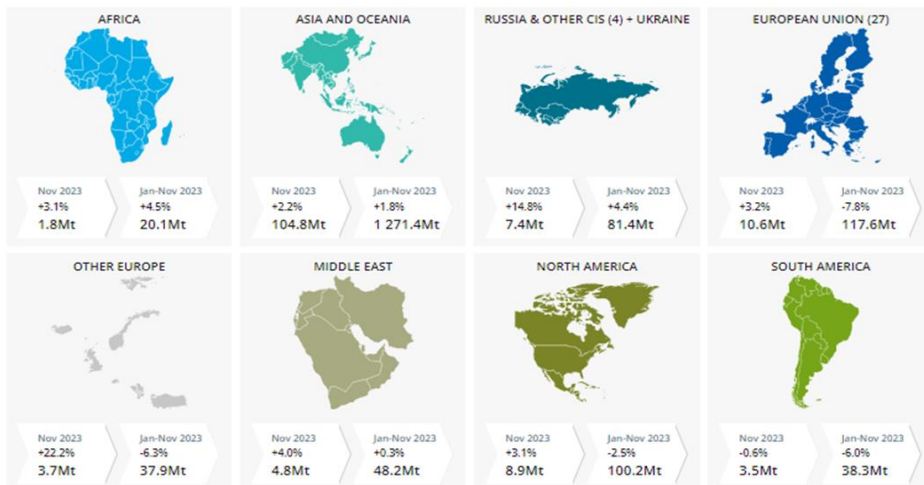 AFRICA
Nov 2023
+3.1%
1.8Mt
Jan-Nov 2023
+4.5%
20.1Mt
ASIA AND OCEANIA
Nov 2023
+2.2%
104.8Mt
Jan-Nov 2023
+1.8%
1 271.4Mt
RUSSIA & OTHER CIS (4) + UKRAINE
Nov 2023
+14.8%
7.4Mt
Jan-Nov 2023
+4.4%
81.4Mt
EUROPEAN UNION (27)
Nov 2023
+3.2%
10.6Mt
Jan-Nov 2023
-7.8%
117.6Mt
OTHER EUROPE
Nov 2023
+22.2%
3.7Mt
Jan-Nov 2023
-6.3%
37.9Mt
MIDDLE EAST
Nov 2023
+4.0%
4.8Mt
Jan-Nov 2023
+0.3%
48.2Mt
NORTH AMERICA
Nov 2023
+3.1%
8.9Mt
Jan-Nov 2023
-2.5%
100.2Mt
SOUTH AMERICA
Nov 2023
-0.6%
3.5Mt
Jan-Nov 2023
-6.0%
38.3Mt